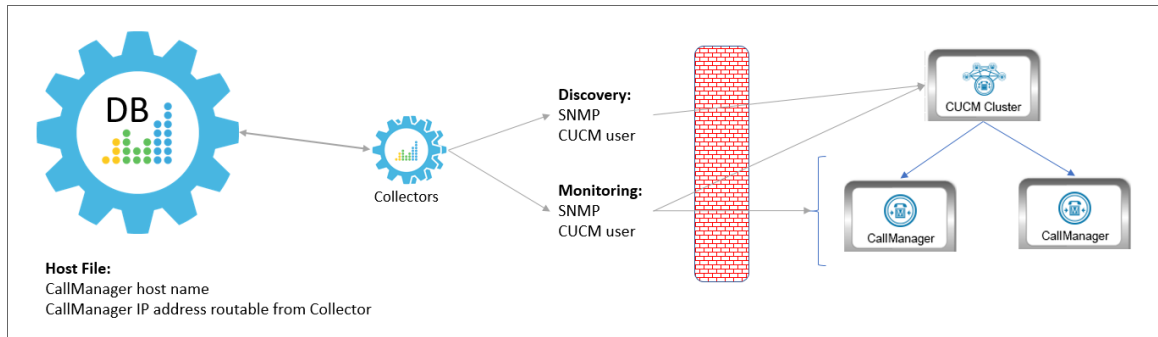 DB
Collectors
Discovery:
SNMP
CUCM user
Monitoring:
SNMP
CUCM user
CUCM Cluster
CallManager
CallManager
Host File:
CallManager host name
CallManager IP address routable from Collector